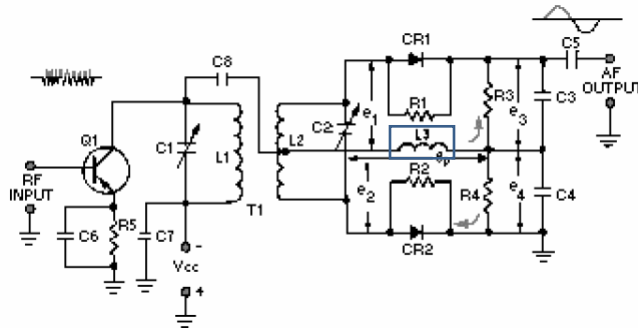 C5
CR1
C8
AF
OUTPUT
R3
C3
R1
e1
e3
Q1
C1
C2
L3
L1
L2
ep
RF
INPUT
R2
e2
R4
e4
C4
T1
R5
C6
C7
CR2
-
Vcc
+